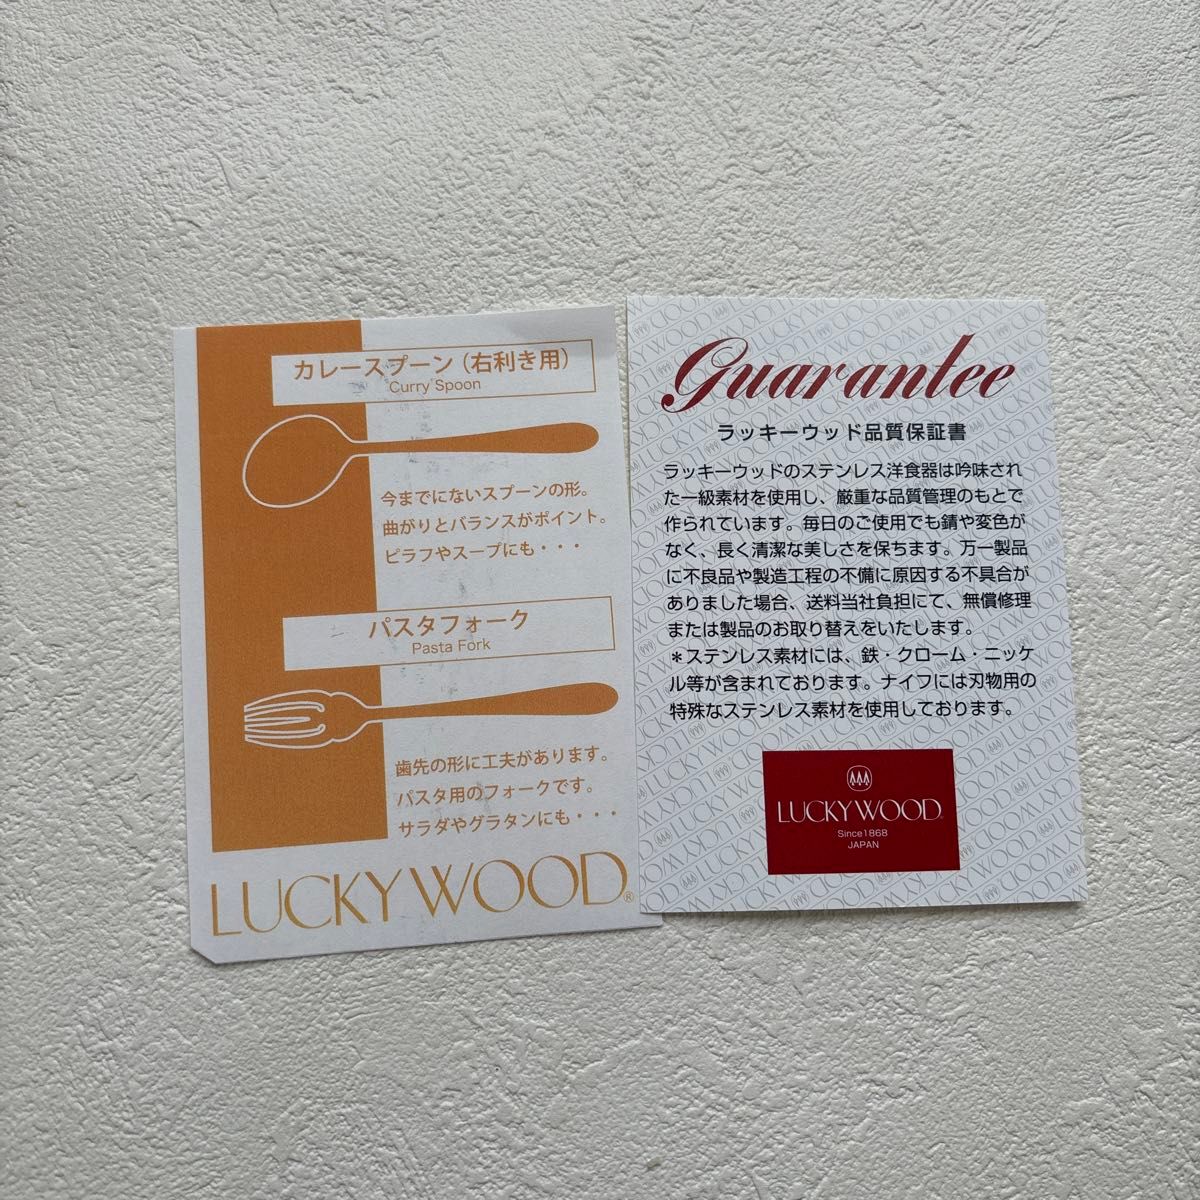 カレースプーン（右利き用）
Curry Spoon
今までにないスプーンの形。
曲がりとバランスがポイント。
ピラフやスープにも・・・
パスタフォーク
Pasta Fork
歯先の形に工夫があります。
パスタ用のフォークです。
サラダやグラタンにも・・・
LUCKYWOOD®
Guarantee
ラッキーウッド品質保証書
ラッキーウッドのステンレス洋食器は吟味され
た一級素材を使用し、厳重な品質管理のもとで
作られています。毎日のご使用でも錆や変色が
なく、長く清潔な美しさを保ちます。万一製品
に不良品や製造工程の不備に原因する不具合が
ありました場合、送料当社負担にて、無償修理
または製品のお取り替えをいたします。
＊ステンレス素材には、鉄・クローム・ニッケ
ル等が含まれております。ナイフには刃物用の
特殊なステンレス素材を使用しております。
LUCKYWOOD
Since1868
JAPAN